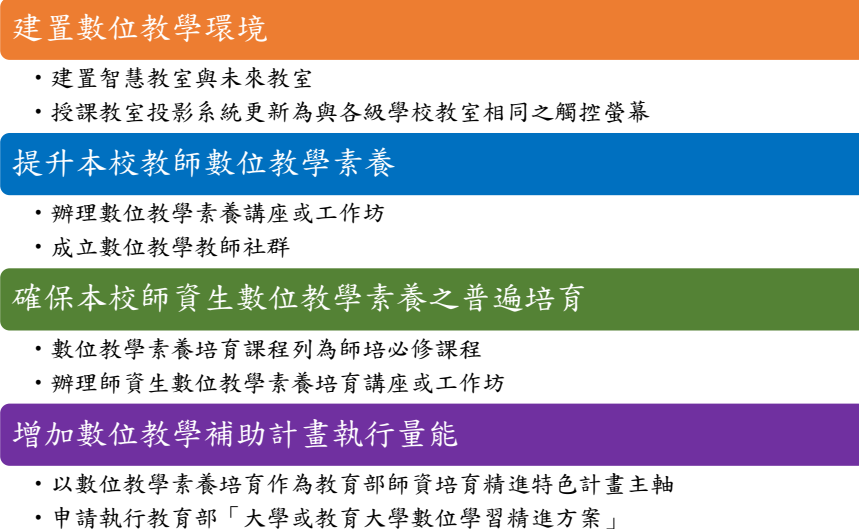 建置數位教學環境
・建置智慧教室與未來教室
・授課教室投影系統更新為與各級學校教室相同之觸控螢幕
提升本校教師數位教學素養
・辦理數位教學素養講座或工作坊
・成立數位教學教師社群
確保本校師資生數位教學素養之普遍培育
・數位教學素養培育課程列為師培必修課程
・辦理師資生數位教學素養培育講座或工作坊
增加數位教學補助計畫執行量能
・以數位教學素養培育作為教育部師資培育精進特色計畫主軸
・申請執行教育部「大學或教育大學數位學習精進方案」